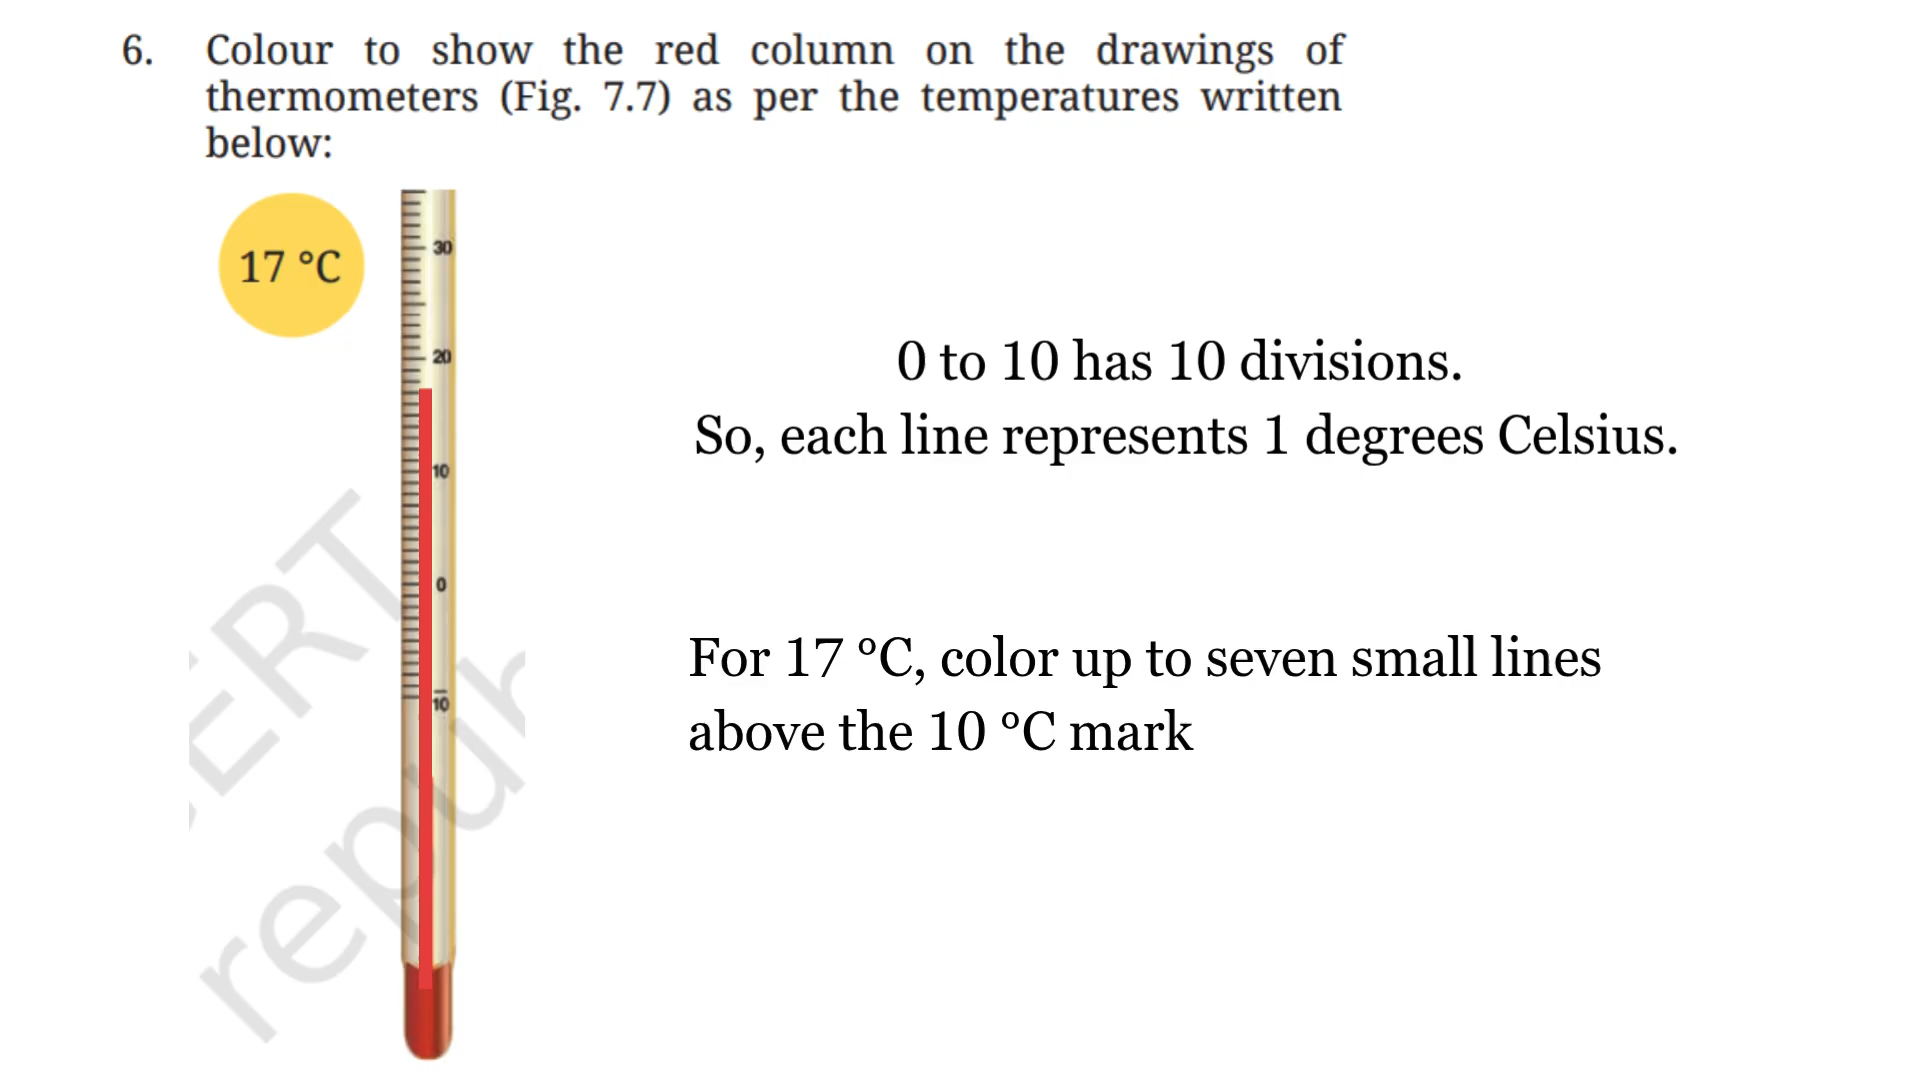 6. Colour to show the red column on the drawings of
thermometers (Fig. 7.7) as per the temperatures written
below:
17 °C
30
20
10
0
10
0 to 10 has 10 divisions.
So, each line represents 1 degrees Celsius.
For 17 °C, color up to seven small lines
above the 10 °C mark
ERT
repub